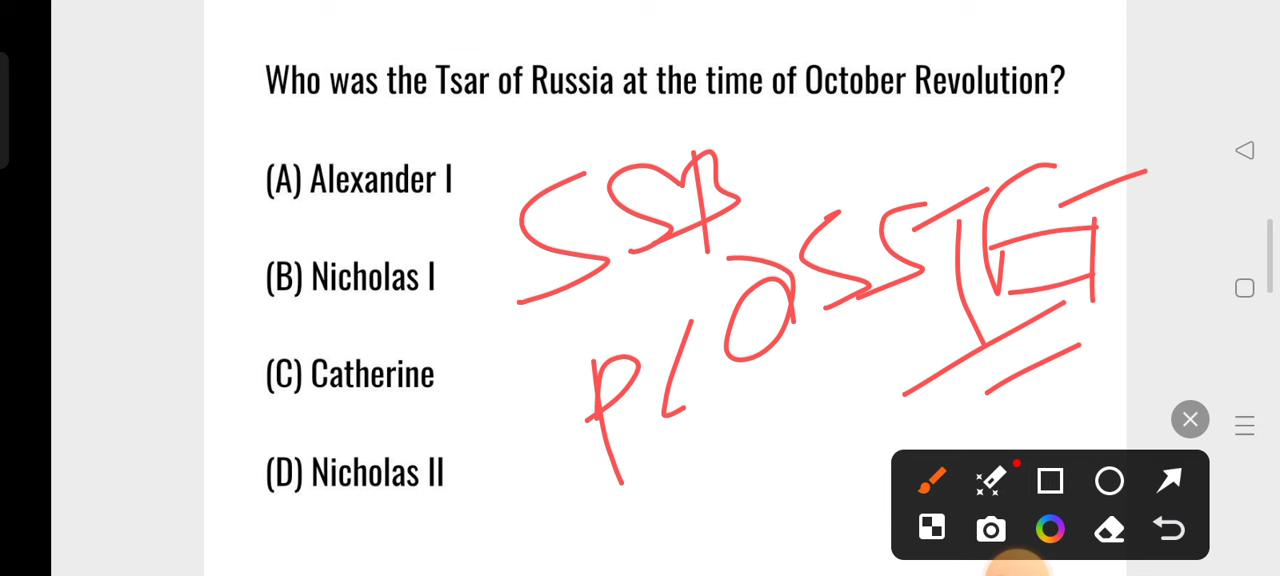 Who was the Tsar of Russia at the time of October Revolution?
(A) Alexander I
(B) Nicholas I
(C) Catherine
(D) Nicholas II